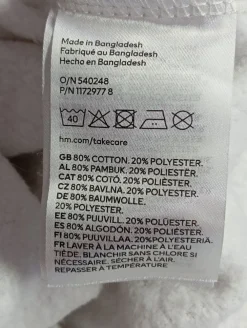 Made in Bangladesh
Fabriqué au Bangladesh
Hecho en Bangladesh
O/N 540248
P/N 1172977 8
40
hm.com/takecare
GB 80% COTTON. 20% POLYESTER.
AL 80% PAMBUK. 20% POLIESTËR.
CAT 80% COTÓ. 20% POLIÈSTER.
CZ 80% BAVLNA. 20% POLYESTER.
DE 80% BAUMWOLLE.
20% POLYESTER.
EE 80% PUUVILL. 20% POLÜESTER.
ES 80% ALGODÓN. 20% POLIÉSTER.
FI 80% PUUVILLAA. 20% POLYESTERIÄ.
FR LAVER À LA MACHINE À L'EAU
TIÈDE. BLANCHIR SANS CHLORE SI
NÉCESSAIRE. SÉCHER À L'AIR.
REPASSER À TEMPÉRATURE